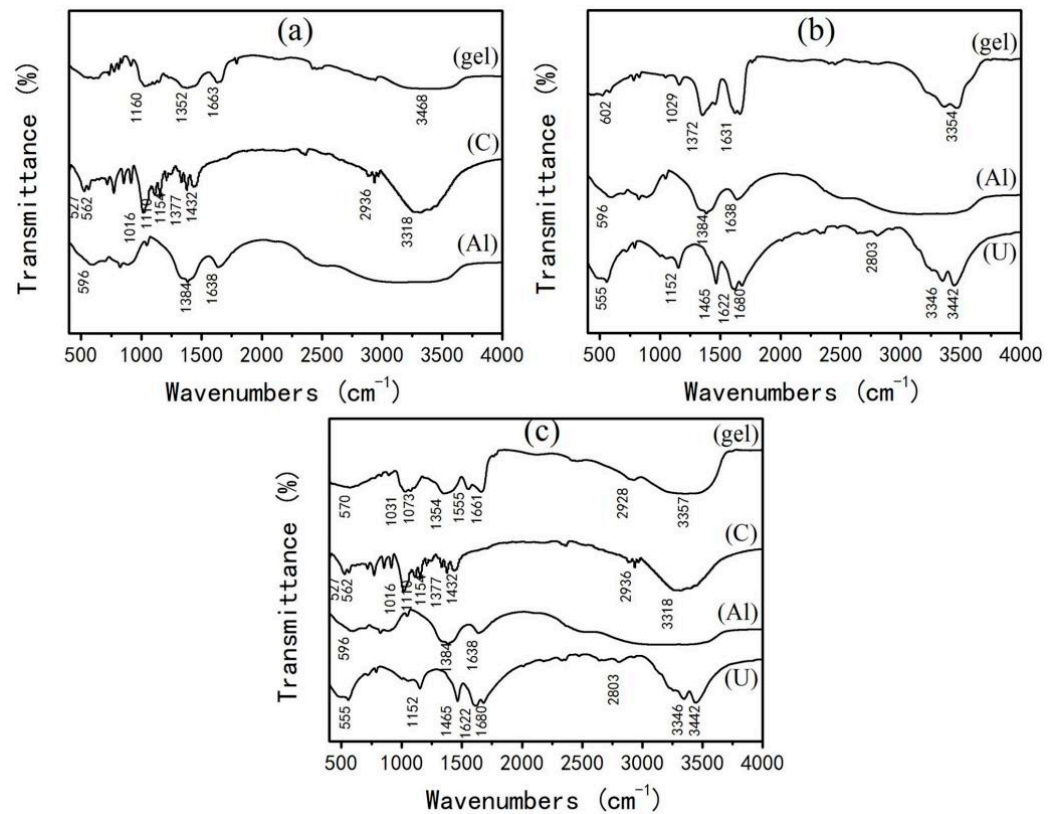 (a)
(gel)
1160
1352
1663
3468
(C)
527
562
1016
1110
1154
1377
1432
2936
3318
(Al)
596
1384
1638
Transmittance (%)
500 1000 1500 2000 2500 3000 3500 4000
Wavenumbers (cm⁻¹)
(b)
(gel)
602
1029
1372
1631
3354
(Al)
596
1384
1638
(U)
555
1152
1465
1622
1680
2803
3346
3442
Transmittance (%)
500 1000 1500 2000 2500 3000 3500 4000
Wavenumbers (cm⁻¹)
(c)
(gel)
570
1031
1073
1354
1555
1661
2928
3357
(C)
527
562
1016
1110
1154
1377
1432
2936
3318
(Al)
596
1384
1638
(U)
555
1152
1465
1622
1680
2803
3346
3442
Transmittance (%)
500 1000 1500 2000 2500 3000 3500 4000
Wavenumbers (cm⁻¹)